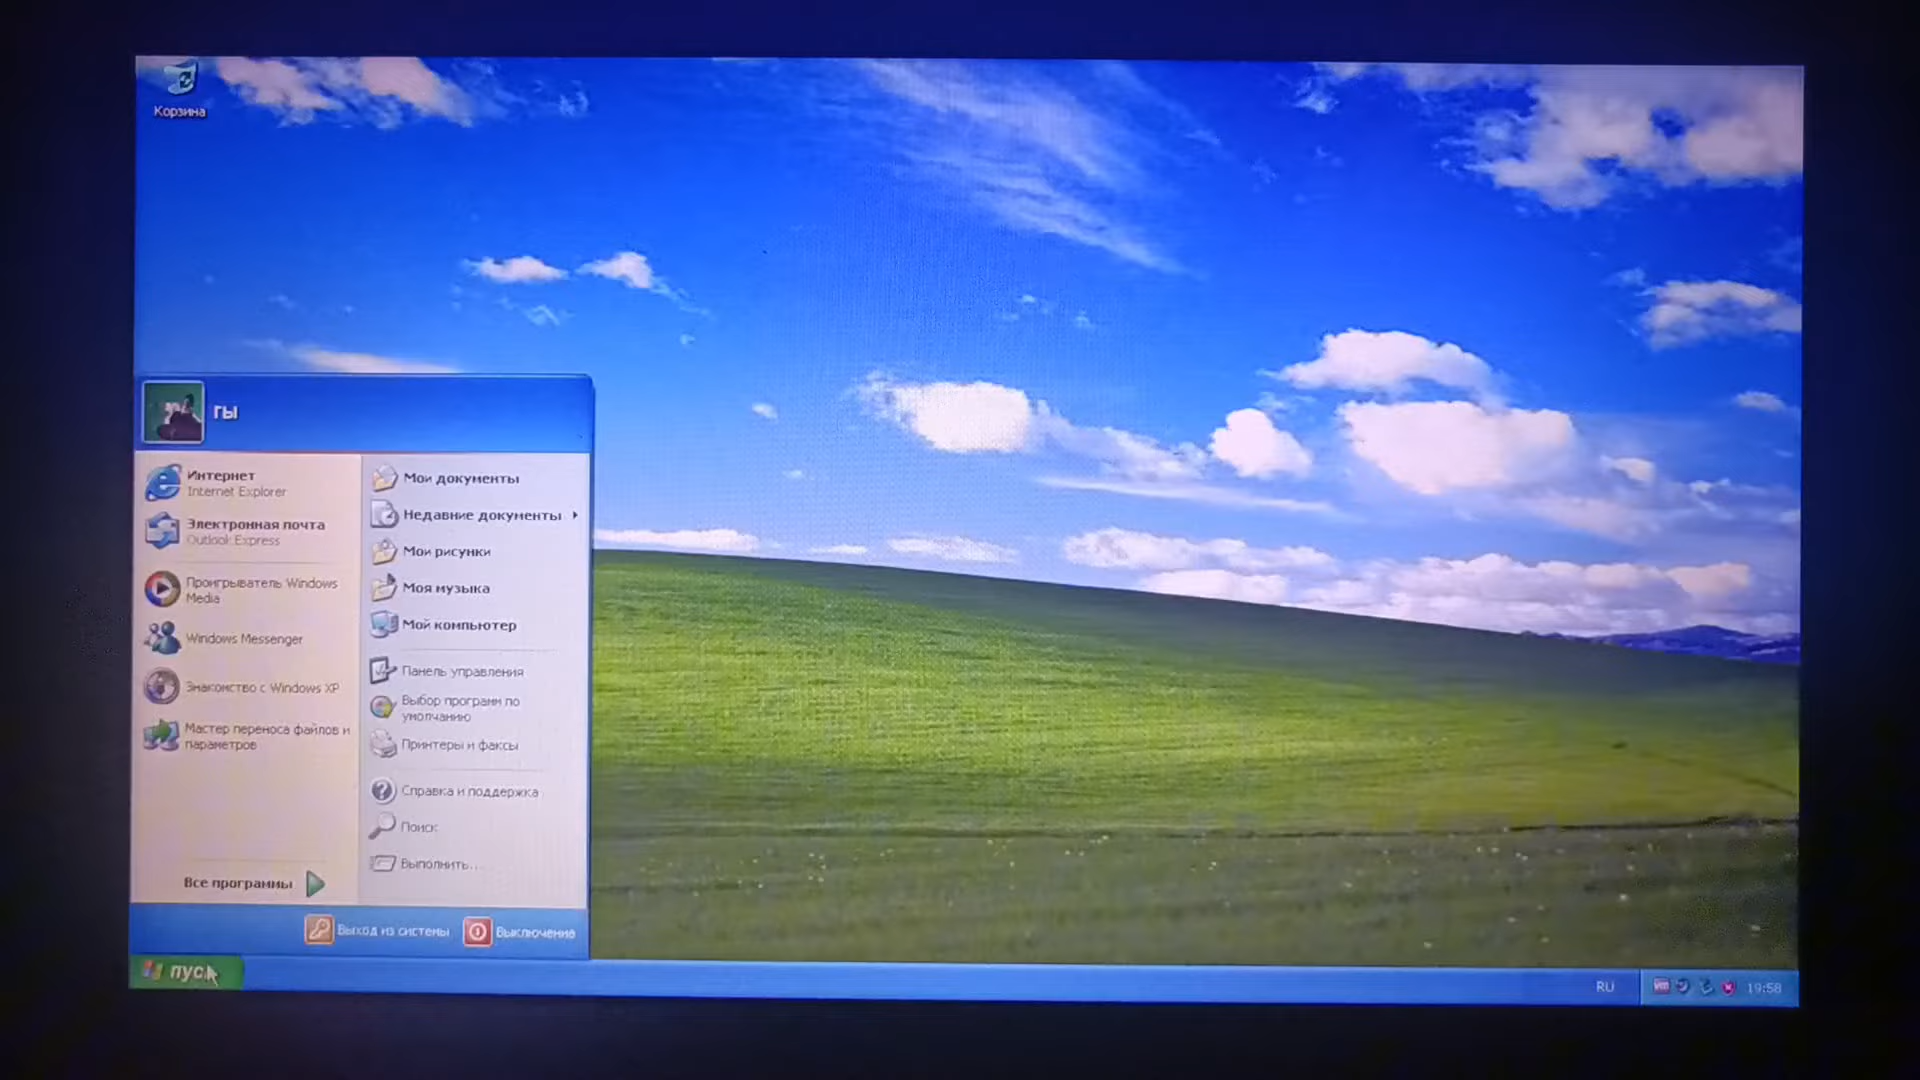 Корзина
гы
Интернет
Internet Explorer
Электронная почта
Outlook Express
Проигрыватель Windows
Media
Windows Messenger
Знакомство с Windows XP
Мастер переноса файлов и
параметров
Все программы
Мои документы
Недавние документы
Мои рисунки
Моя музыка
Мой компьютер
Панель управления
Выбор программ по
умолчанию
Принтеры и факсы
Справка и поддержка
Поиск
Выполнить...
Выход из системы
Выключение
пуск
RU
19:58